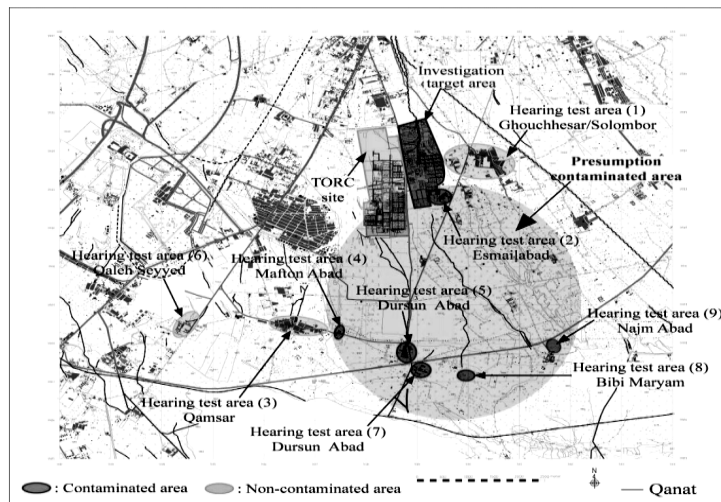 Investigation
target area
Hearing test area (1)
Ghouchhesar/Solombor
Presumption
contaminated area
TORC
site
Hearing test area (2)
Esmailabad
Hearing test area (6)
Qaleh Seyyed
Hearing test area (4)
Mafton Abad
Hearing test area (5)
Dursun Abad
Hearing test area (9)
Najm Abad
Hearing test area (8)
Bibi Maryam
Hearing test area (3)
Qamsar
Hearing test area (7)
Dursun Abad
: Contaminated area
: Non-contaminated area
N
Qanat